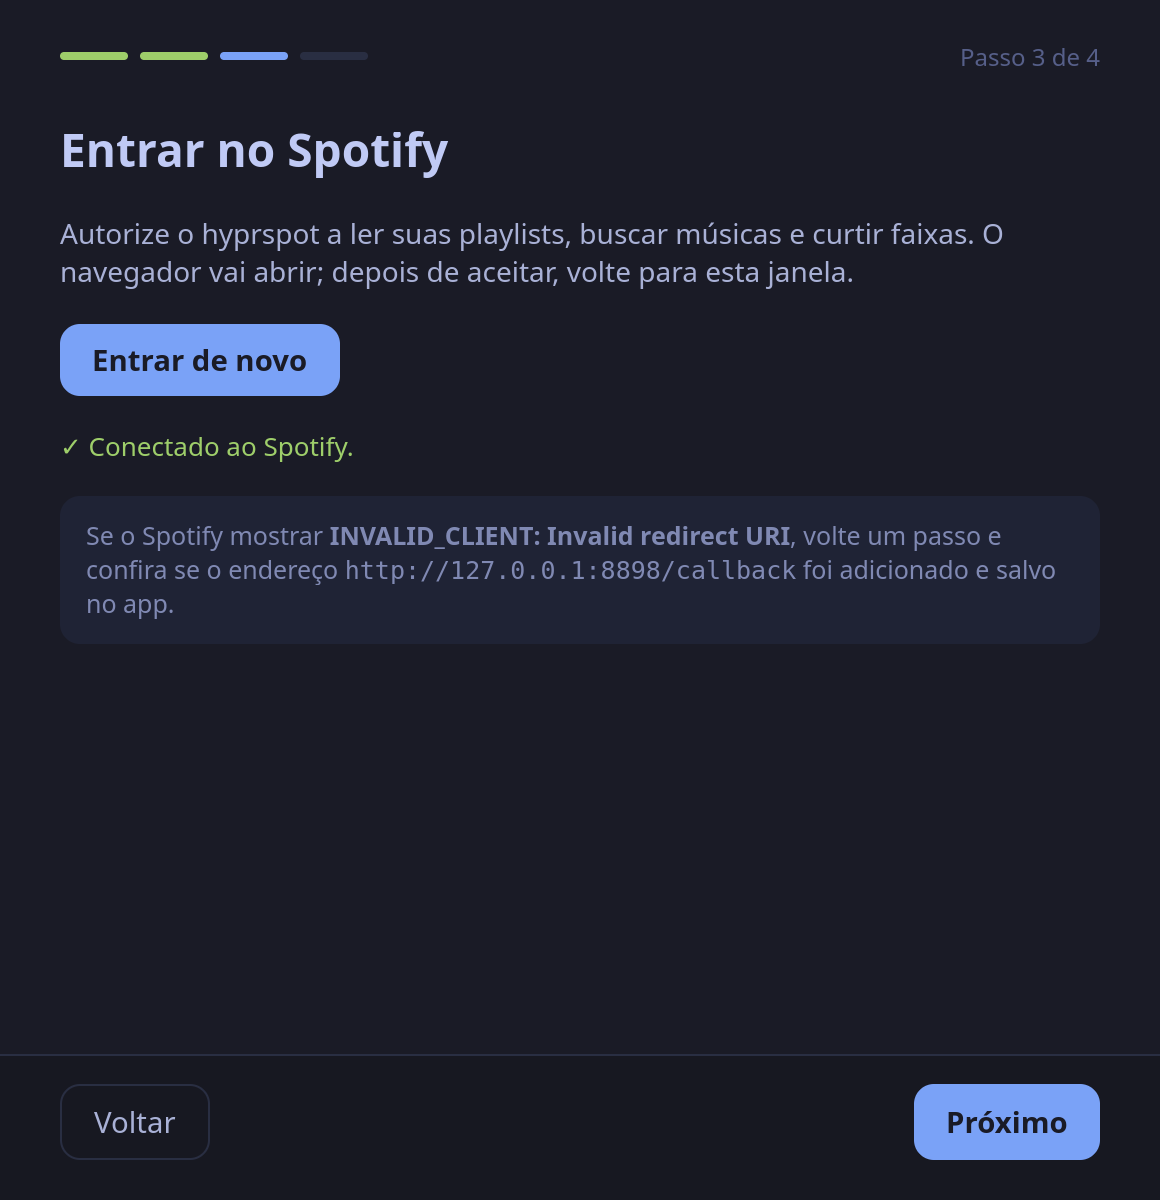 Passo 3 de 4
Entrar no Spotify
Autorize o hyprspot a ler suas playlists, buscar músicas e curtir faixas. O
navegador vai abrir; depois de aceitar, volte para esta janela.
Entrar de novo
✓ Conectado ao Spotify.
Se o Spotify mostrar INVALID_CLIENT: Invalid redirect URI, volte um passo e
confira se o endereço http://127.0.0.1:8898/callback foi adicionado e salvo
no app.
Voltar
Próximo